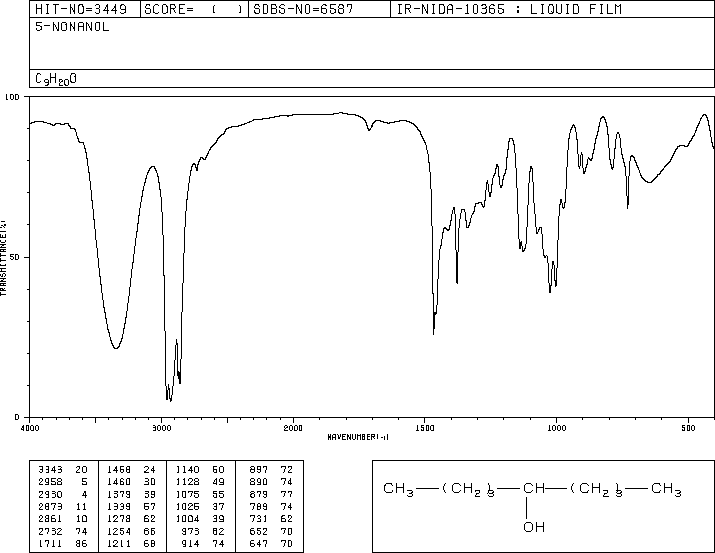 HIT-NO=3449 SCORE= ( ) SDBS-NO=6587 IR-NIDA-10365 : LIQUID FILM
5-NONANOL
C9H20O
100
TRANSMITTANCE(%)
50
0
4000 3000 2000 1500 1000 500
WAVENUMBER(-1)
3343 20 1468 24 1140 50 897 72
2958 5 1460 30 1128 49 890 74
2930 4 1379 39 1075 55 879 77
2873 11 1339 57 1025 37 789 74
2861 10 1278 62 1004 39 731 62
2732 74 1254 66 973 62 652 70
1711 86 1211 68 914 74 647 70
CH3—(CH2)3—CH—(CH2)3—CH3
OH